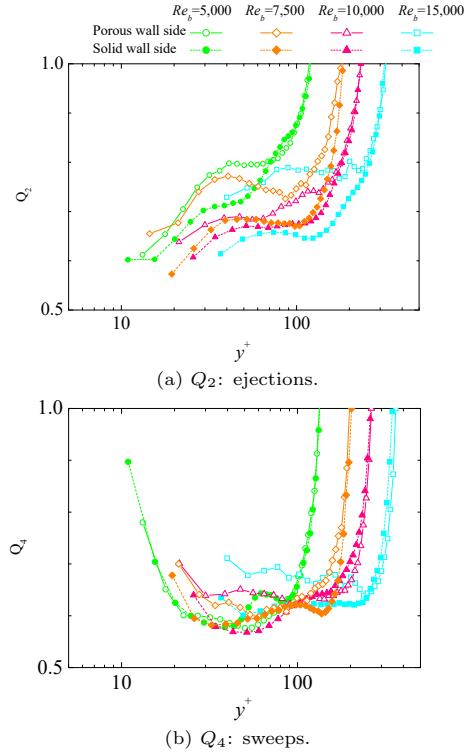 Re_b=5,000 Re_b=7,500 Re_b=10,000 Re_b=15,000
Porous wall side
Solid wall side
1.0
Q_2
0.5
10 100
y^+
(a) Q_2: ejections.
1.0
Q_4
0.5
10 100
y^+
(b) Q_4: sweeps.